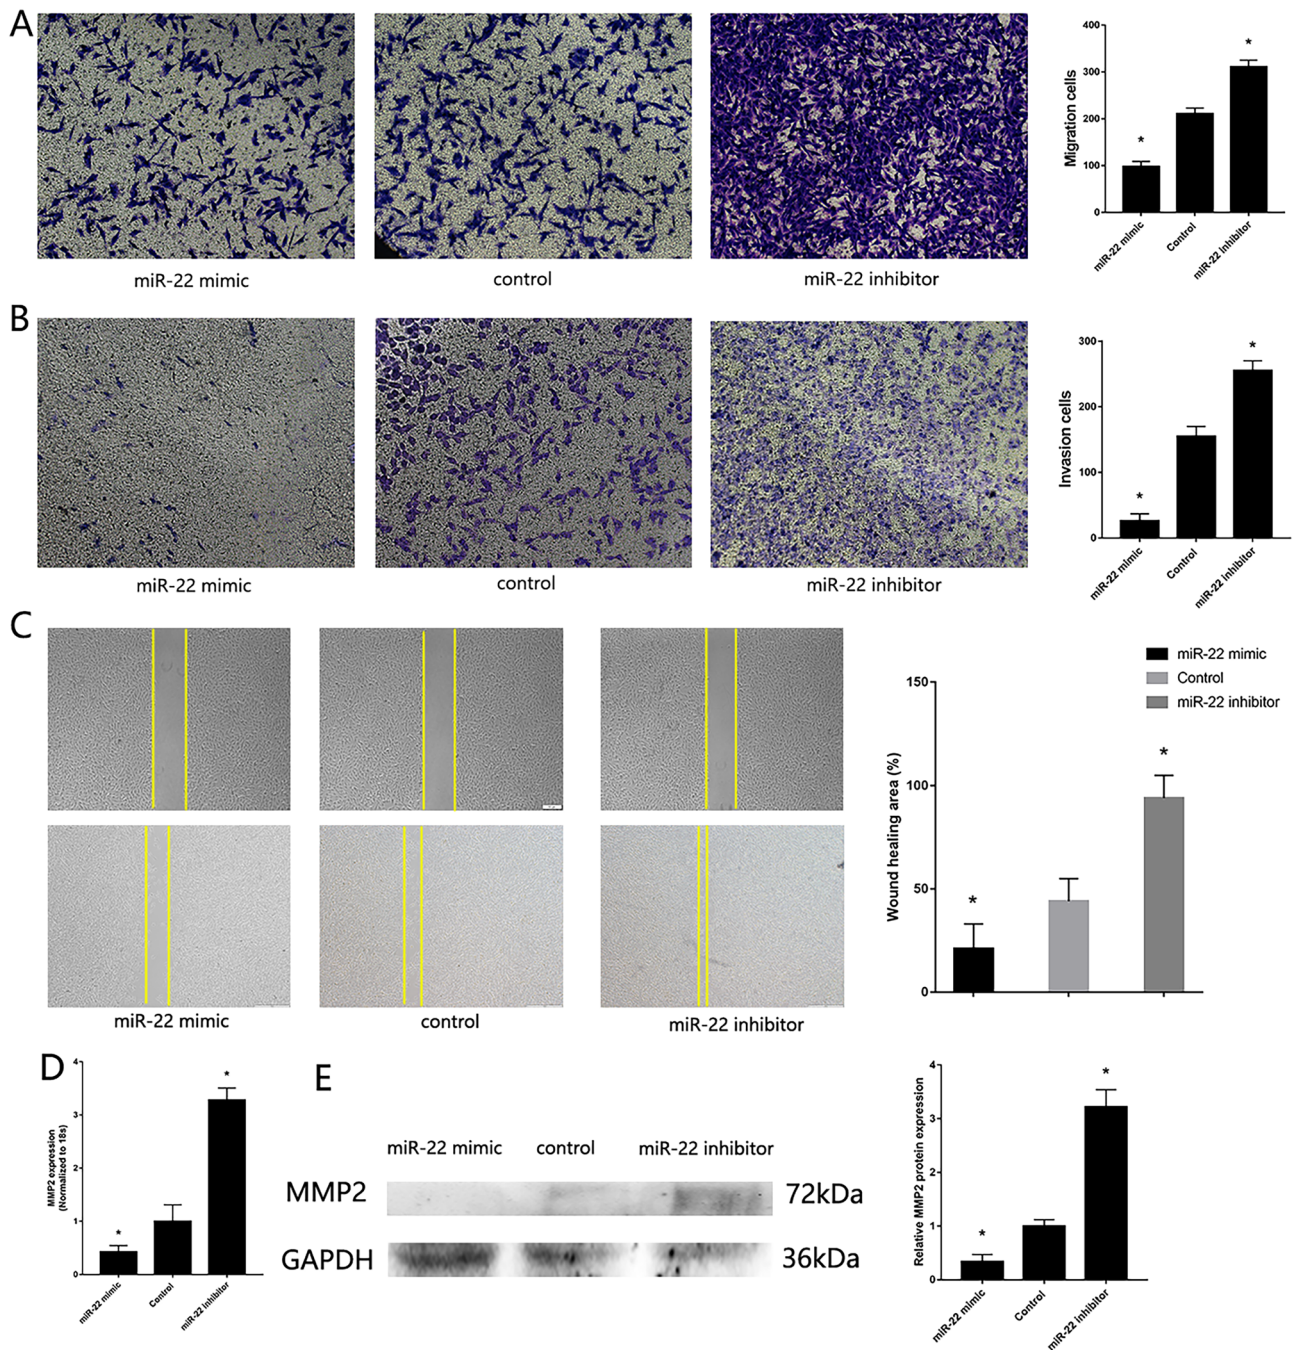 A
miR-22 mimic
control
miR-22 inhibitor
Migration cells
400
300
200
100
0
*
*
miR-22 mimic
Control
miR-22 inhibitor
B
miR-22 mimic
control
miR-22 inhibitor
Invasion cells
300
200
100
0
*
*
miR-22 mimic
Control
miR-22 inhibitor
C
miR-22 mimic
control
miR-22 inhibitor
miR-22 mimic
Control
miR-22 inhibitor
Wound healing area (%)
150
100
50
0
*
*
D
MMP2 expression
(Normalized to 18s)
4
3
2
1
0
*
*
miR-22 mimic
Control
miR-22 inhibitor
E
miR-22 mimic
control
miR-22 inhibitor
MMP2
72kDa
GAPDH
36kDa
Relative MMP2 protein expression
4
3
2
1
0
*
*
miR-22 mimic
Control
miR-22 inhibitor